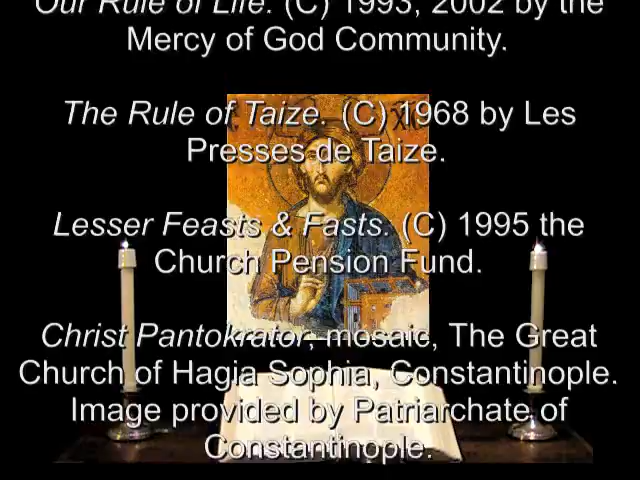 Our Rule of Life. (C) 1993, 2002 by the
Mercy of God Community.
The Rule of Taize. (C) 1968 by Les
Presses de Taize.
Lesser Feasts & Fasts. (C) 1995 the
Church Pension Fund.
Christ Pantokrator, mosaic, The Great
Church of Hagia Sophia, Constantinople.
Image provided by Patriarchate of
Constantinople.